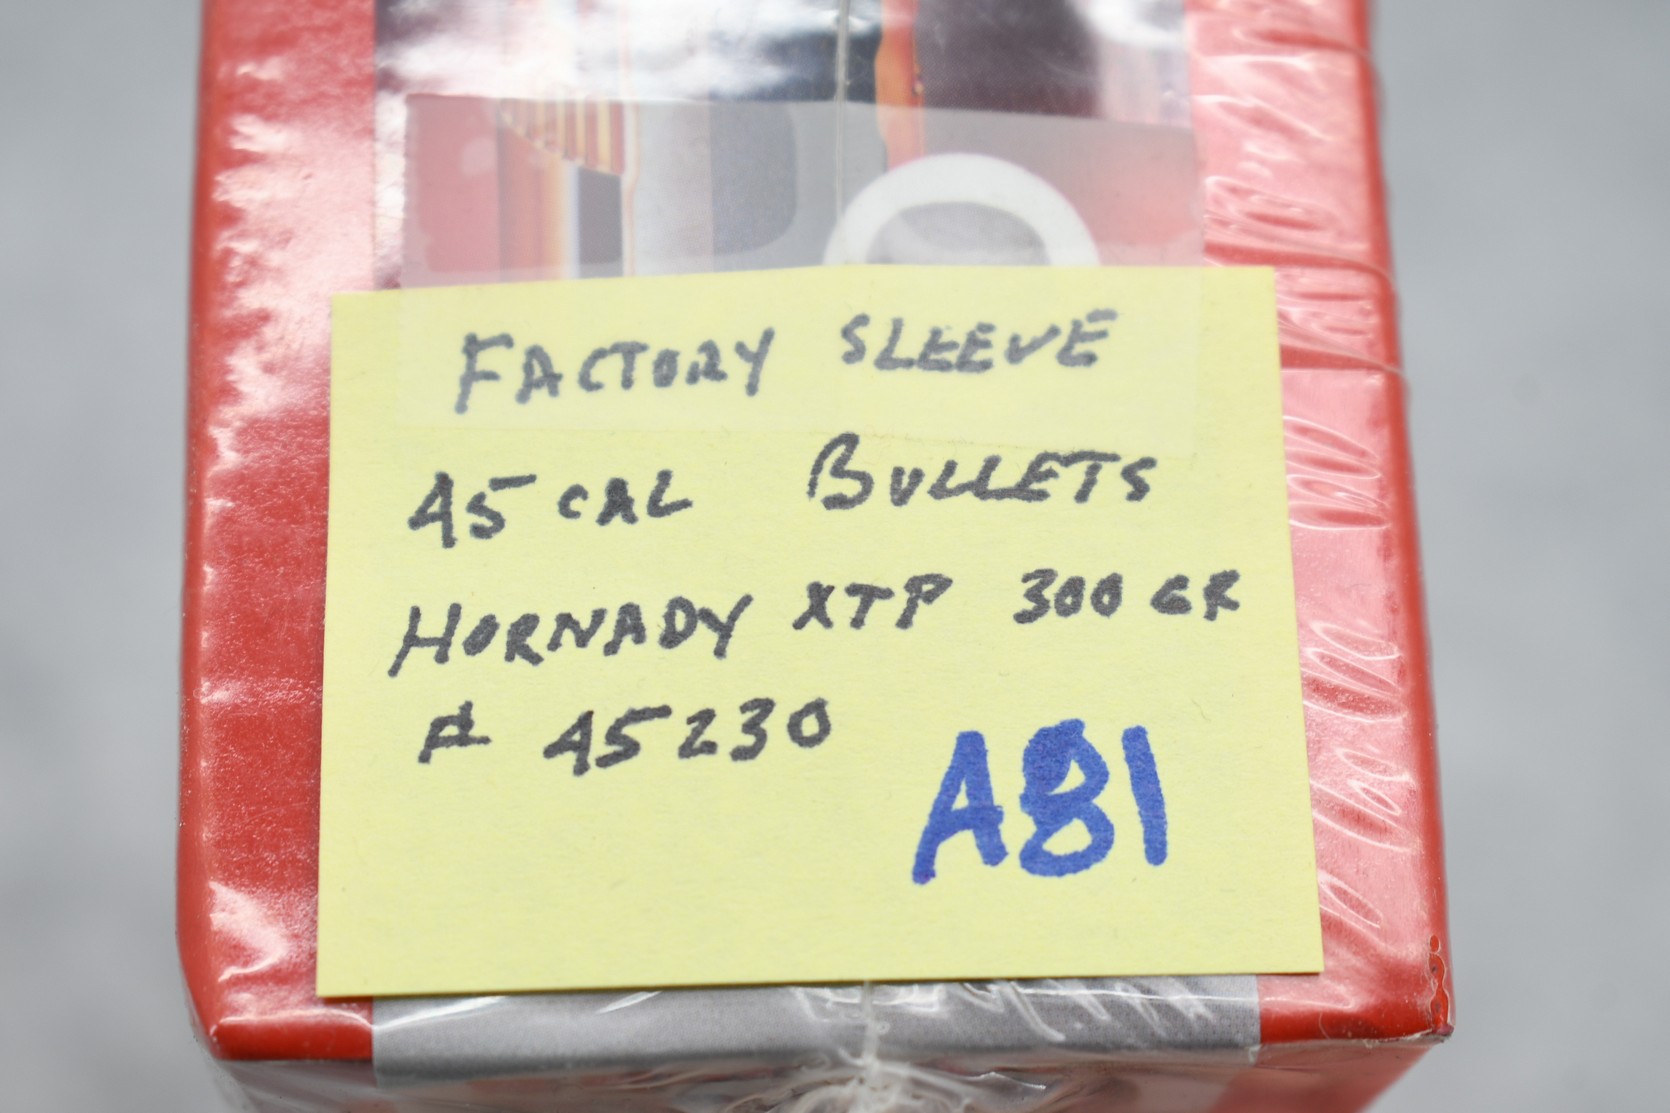 FACTORY SLEEVE
45 CAL BULLETS
HORNADY XTP 300 GR
# 45230
A81